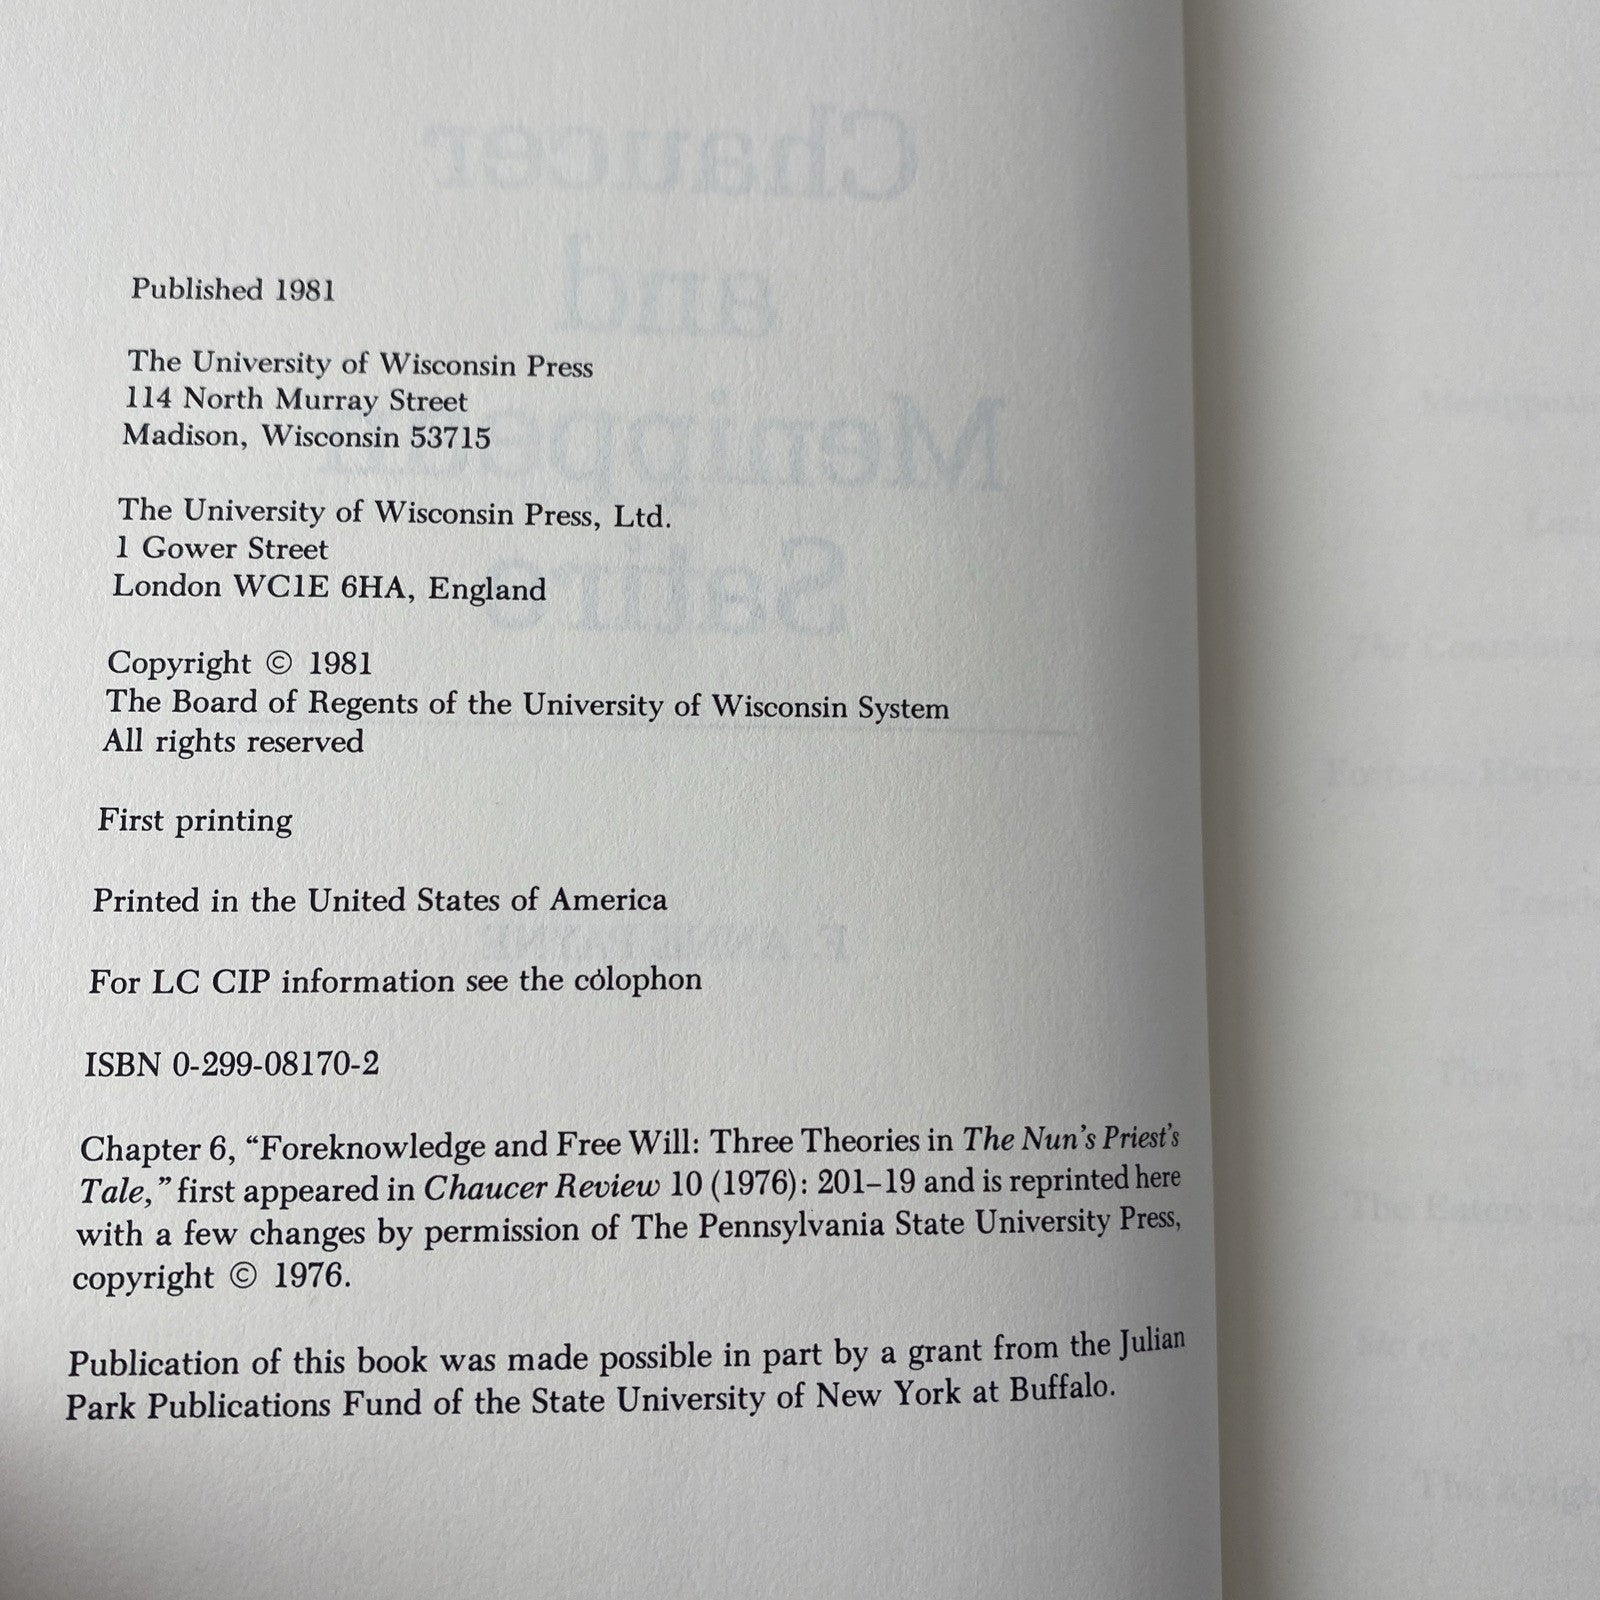 Published 1981
The University of Wisconsin Press
114 North Murray Street
Madison, Wisconsin 53715
The University of Wisconsin Press, Ltd.
1 Gower Street
London WC1E 6HA, England
Copyright © 1981
The Board of Regents of the University of Wisconsin System
All rights reserved
First printing
Printed in the United States of America
For LC CIP information see the colophon
ISBN 0-299-08170-2
Chapter 6, “Foreknowledge and Free Will: Three Theories in The Nun's Priest's
Tale,” first appeared in Chaucer Review 10 (1976): 201–19 and is reprinted here
with a few changes by permission of The Pennsylvania State University Press,
copyright © 1976.
Publication of this book was made possible in part by a grant from the Julian
Park Publications Fund of the State University of New York at Buffalo.
Chaucer
and
Menippean
Satire
F. ANNE PAYNE